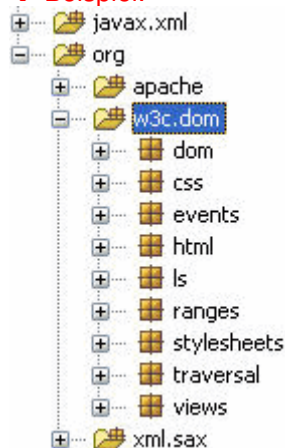 javax.xml
org
apache
w3c.dom
dom
css
events
html
ls
ranges
stylesheets
traversal
views
xml.sax